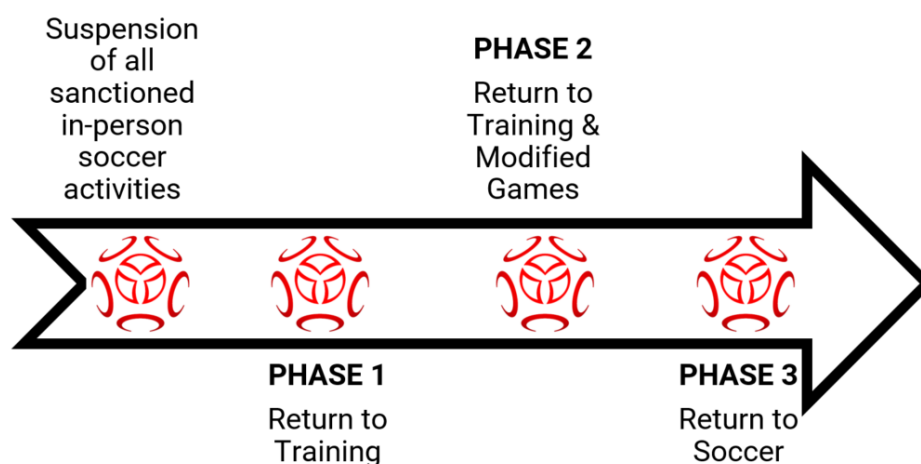 Suspension
of all
sanctioned
in-person
soccer
activities
PHASE 1
Return to
Training
PHASE 2
Return to
Training &
Modified
Games
PHASE 3
Return to
Soccer